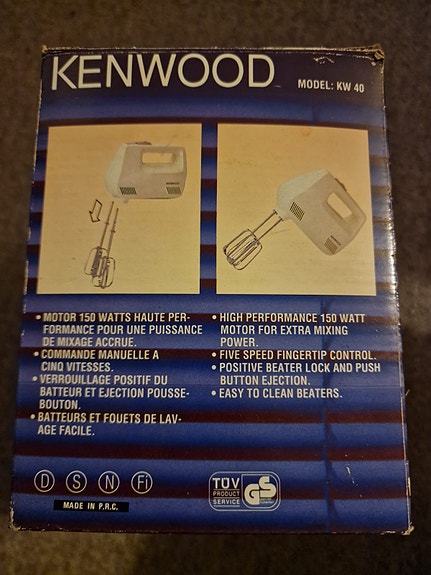 KENWOOD
MODEL: KW 40
• MOTOR 150 WATTS HAUTE PER-
FORMANCE POUR UNE PUISSANCE
DE MIXAGE ACCRUE.
• COMMANDE MANUELLE A
CINQ VITESSES.
• VERROUILLAGE POSITIF DU
BATTEUR ET EJECTION POUSSE-
BOUTON.
• BATTEURS ET FOUETS DE LAV-
AGE FACILE.
• HIGH PERFORMANCE 150 WATT
MOTOR FOR EXTRA MIXING
POWER.
• FIVE SPEED FINGERTIP CONTROL.
• POSITIVE BEATER LOCK AND PUSH
BUTTON EJECTION.
• EASY TO CLEAN BEATERS.
D S N Fi
MADE IN P.R.C.
TÜV
PRODUCT
SERVICE
GS